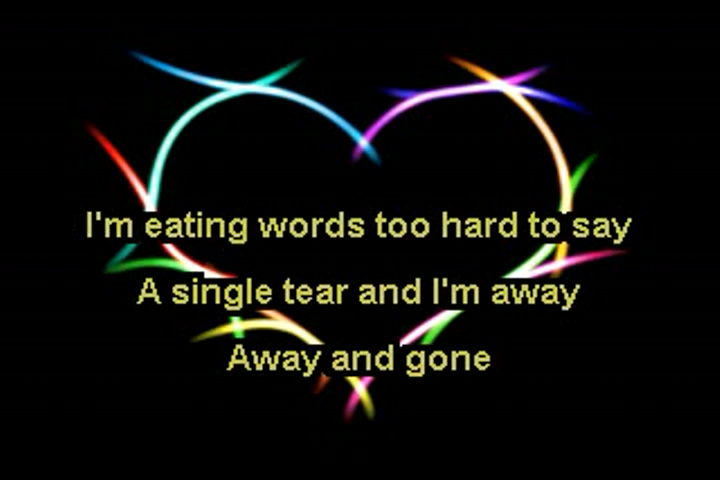 I'm eating words too hard to say
A single tear and I'm away
Away and gone